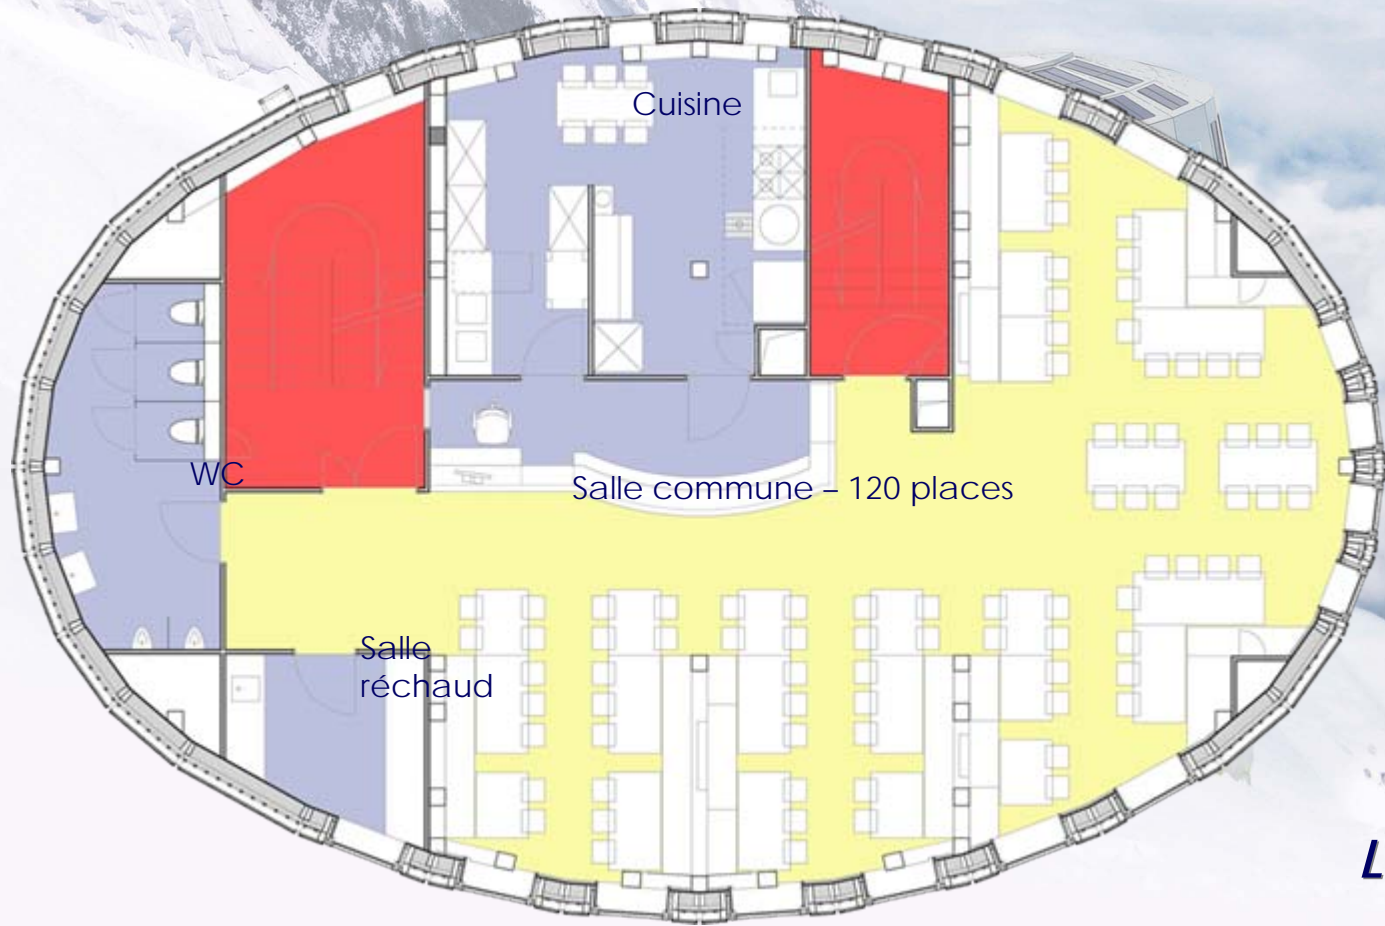 Cuisine
WC
Salle commune – 120 places
Salle
réchaud
L